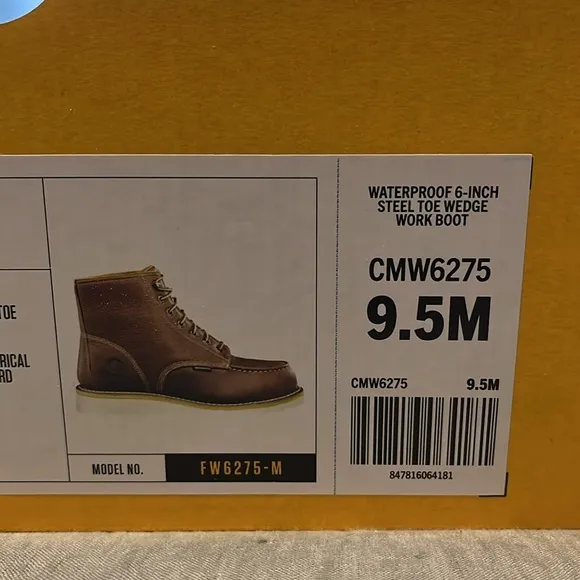 TOE
RICAL
RD
MODEL NO.
FW6275-M
WATERPROOF 6-INCH
STEEL TOE WEDGE
WORK BOOT
CMW6275
9.5M
CMW6275 9.5M
847816064181